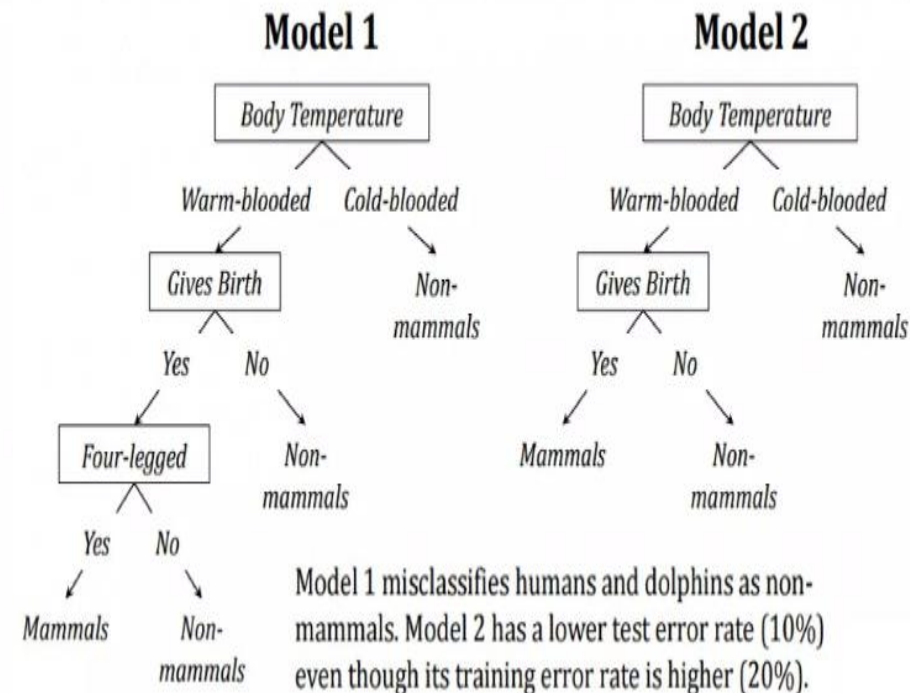 Model 1
Model 2
Body Temperature
Body Temperature
Warm-blooded
Cold-blooded
Warm-blooded
Cold-blooded
Gives Birth
Non-
mammals
Gives Birth
Non-
mammals
Yes
No
Yes
No
Four-legged
Non-
mammals
Mammals
Non-
mammals
Yes
No
Mammals
Non-
mammals
Model 1 misclassifies humans and dolphins as non-
mammals. Model 2 has a lower test error rate (10%)
even though its training error rate is higher (20%).